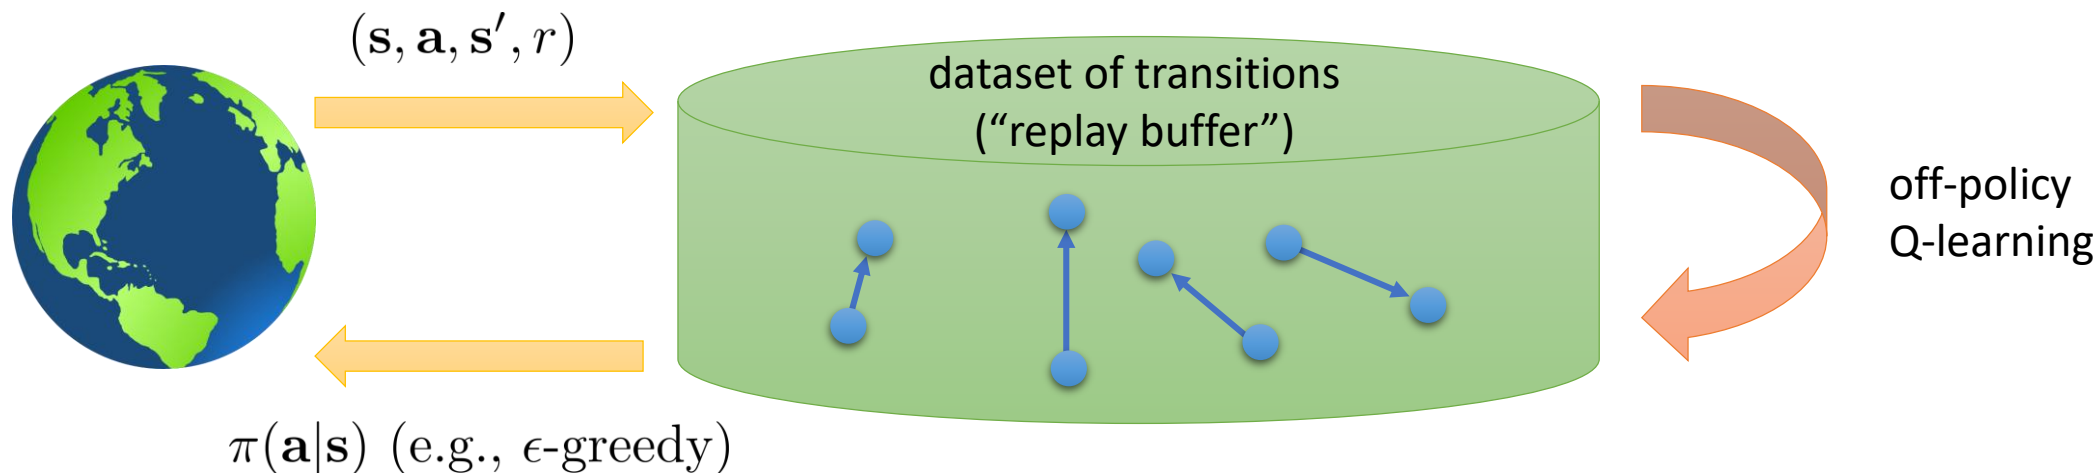 (s, a, s′, r)
dataset of transitions
(“replay buffer”)
off-policy
Q-learning
π(a|s) (e.g., ϵ-greedy)